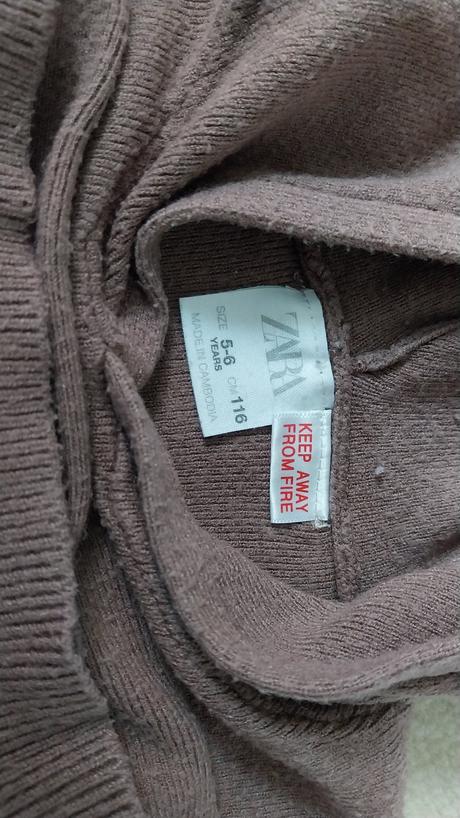 ZARA
SIZE 5-6 CM 116
YEARS
MADE IN CAMBODIA
KEEP AWAY
FROM FIRE